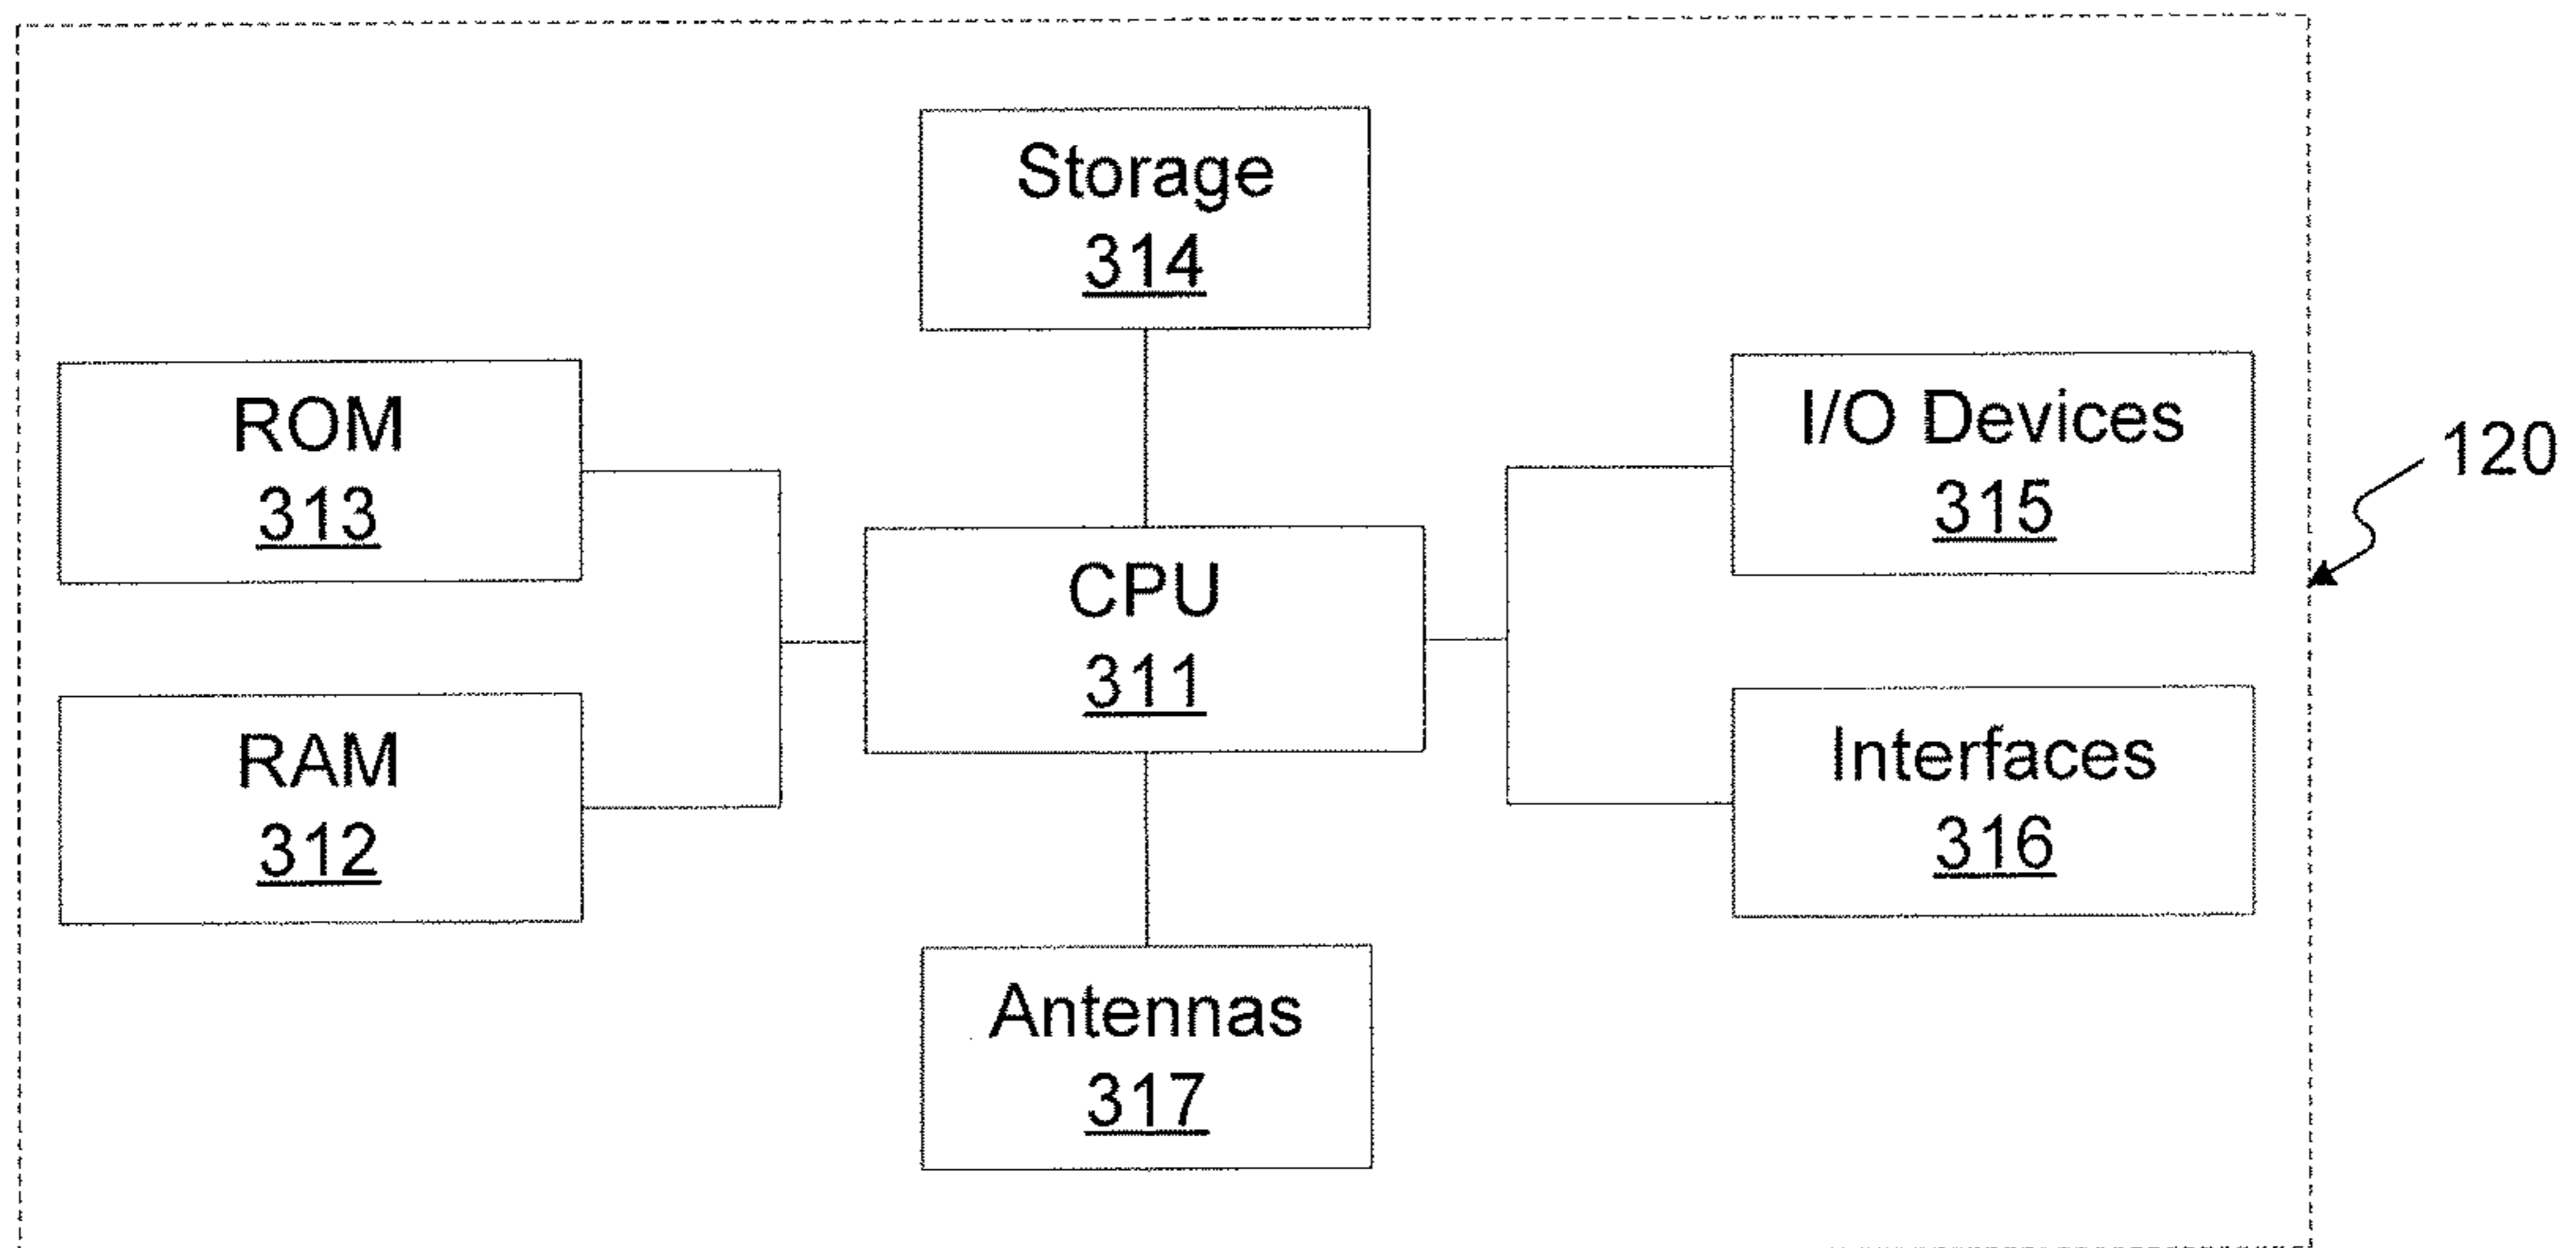 Storage
314
ROM
313
I/O Devices
315
120
CPU
311
RAM
312
Interfaces
316
Antennas
317